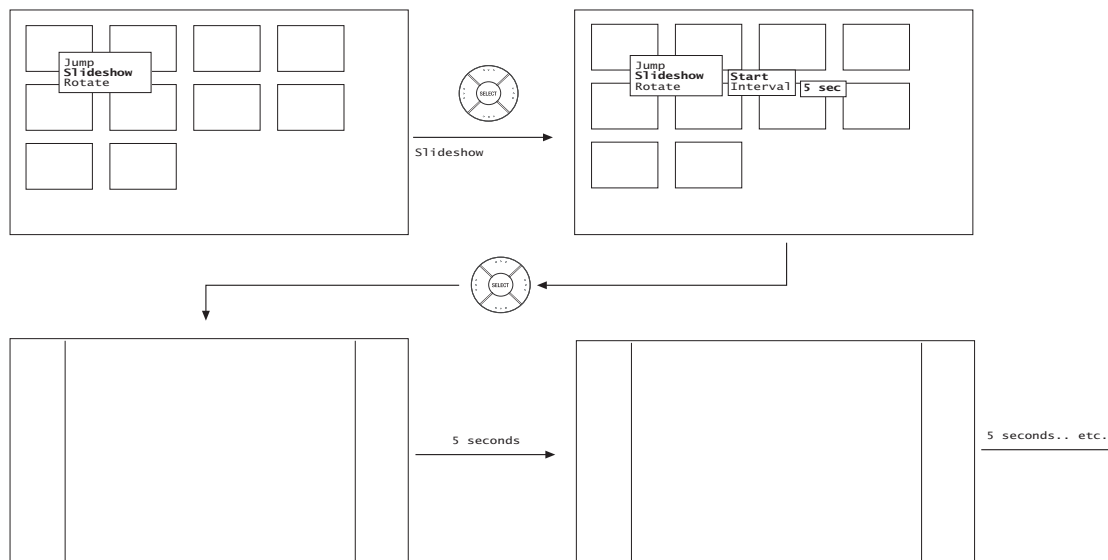 Jump
Slideshow
Rotate
SELECT
Slideshow
Jump
Slideshow
Rotate
Start
Interval
5 sec
SELECT
5 seconds
5 seconds.. etc.